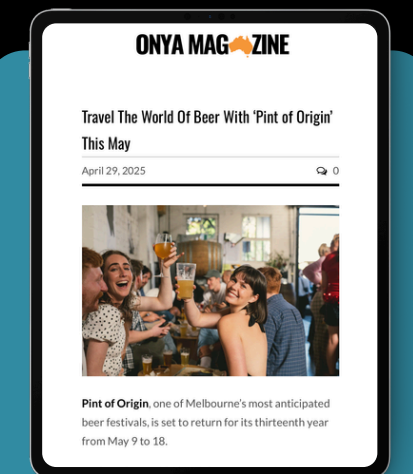 ONYA MAGAZINE
Travel The World Of Beer With ‘Pint of Origin’
This May
April 29, 2025
0
Pint of Origin, one of Melbourne's most anticipated
beer festivals, is set to return for its thirteenth year
from May 9 to 18.